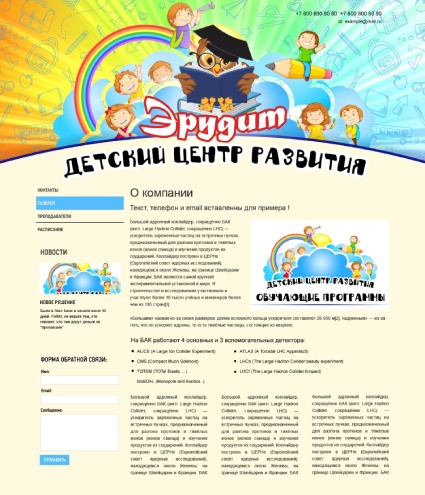 +7 800 800 80 80 +7 800 800 80 80
example@mail.ru
Эрудит
ДЕТСКИЙ ЦЕНТР РАЗВИТИЯ
КОНТАКТЫ
ГАЛЕРЕЯ
ПРЕПОДАВАТЕЛИ
РАСПИСАНИЕ
НОВОСТИ
НОВОЕ РЕШЕНИЕ
ФОРМА ОБРАТНОЙ СВЯЗИ:
Имя:
Email:
Сообщение:
ОТПРАВИТЬ
О компании
Текст, телефон и email вставленны для примера !
Большой адронный коллайдер, сокращённо БАК
(англ. Large Hadron Collider, сокращённо LHC) —
ускоритель заряженных частиц на встречных пучках,
предназначенный для разгона протонов и тяжёлых
ионов (ионов свинца) и изучения продуктов их
соударений. Коллайдер построен в ЦЕРНе
(Европейский совет ядерных исследований),
находящемся около Женевы, на границе Швейцарии
и Франции. БАК является самой крупной
экспериментальной установкой в мире. В
строительстве и исследованиях участвовали и
участвуют более 10 тысяч учёных и инженеров более
чем из 100 стран[1].
ДЕТСКИЙ ЦЕНТР РАЗВИТИЯ
ОБУЧАЮЩИЕ ПРОГРАММЫ
«Большим» назван из-за своих размеров: длина основного кольца ускорителя составляет 26 659 м[2]; «адронным» — из-за
того, что он ускоряет адроны, то есть тяжёлые частицы, состоящие из кварков;
На БАК работают 4 основных и 3 вспомогательных детектора:
ALICE (A Large Ion Collider Experiment)
CMS (Compact Muon Solenoid)
TOTEM (TOTal Elastic ... )
MoEDAL (Monopole and Exotics...)
ATLAS (A Toroidal LHC ApparatuS)
LHCb (The Large Hadron Collider beauty experiment)
LHCf (The Large Hadron Collider forward)
Большой адронный коллайдер,
сокращённо БАК (англ. Large Hadron
Collider, сокращённо LHC) —
ускоритель заряженных частиц на
встречных пучках, предназначенный
для разгона протонов и тяжёлых
ионов (ионов свинца) и изучения
продуктов их соударений. Коллайдер
построен в ЦЕРНе (Европейский
совет ядерных исследований),
находящемся около Женевы, на
границе Швейцарии и Франции. БАК
Большой адронный коллайдер,
сокращённо БАК (англ. Large Hadron
Collider, сокращённо LHC) —
ускоритель заряженных частиц на
встречных пучках, предназначенный
для разгона протонов и тяжёлых
ионов (ионов свинца) и изучения
продуктов их соударений. Коллайдер
построен в ЦЕРНе (Европейский
совет ядерных исследований),
находящемся около Женевы, на
границе Швейцарии и Франции. БАК
Большой адронный коллайдер,
сокращённо БАК (англ. Large Hadron
Collider, сокращённо LHC) —
ускоритель заряженных частиц на
встречных пучках, предназначенный
для разгона протонов и тяжёлых
ионов (ионов свинца) и изучения
продуктов их соударений. Коллайдер
построен в ЦЕРНе (Европейский
совет ядерных исследований),
находящемся около Женевы, на
границе Швейцарии и Франции. БАК